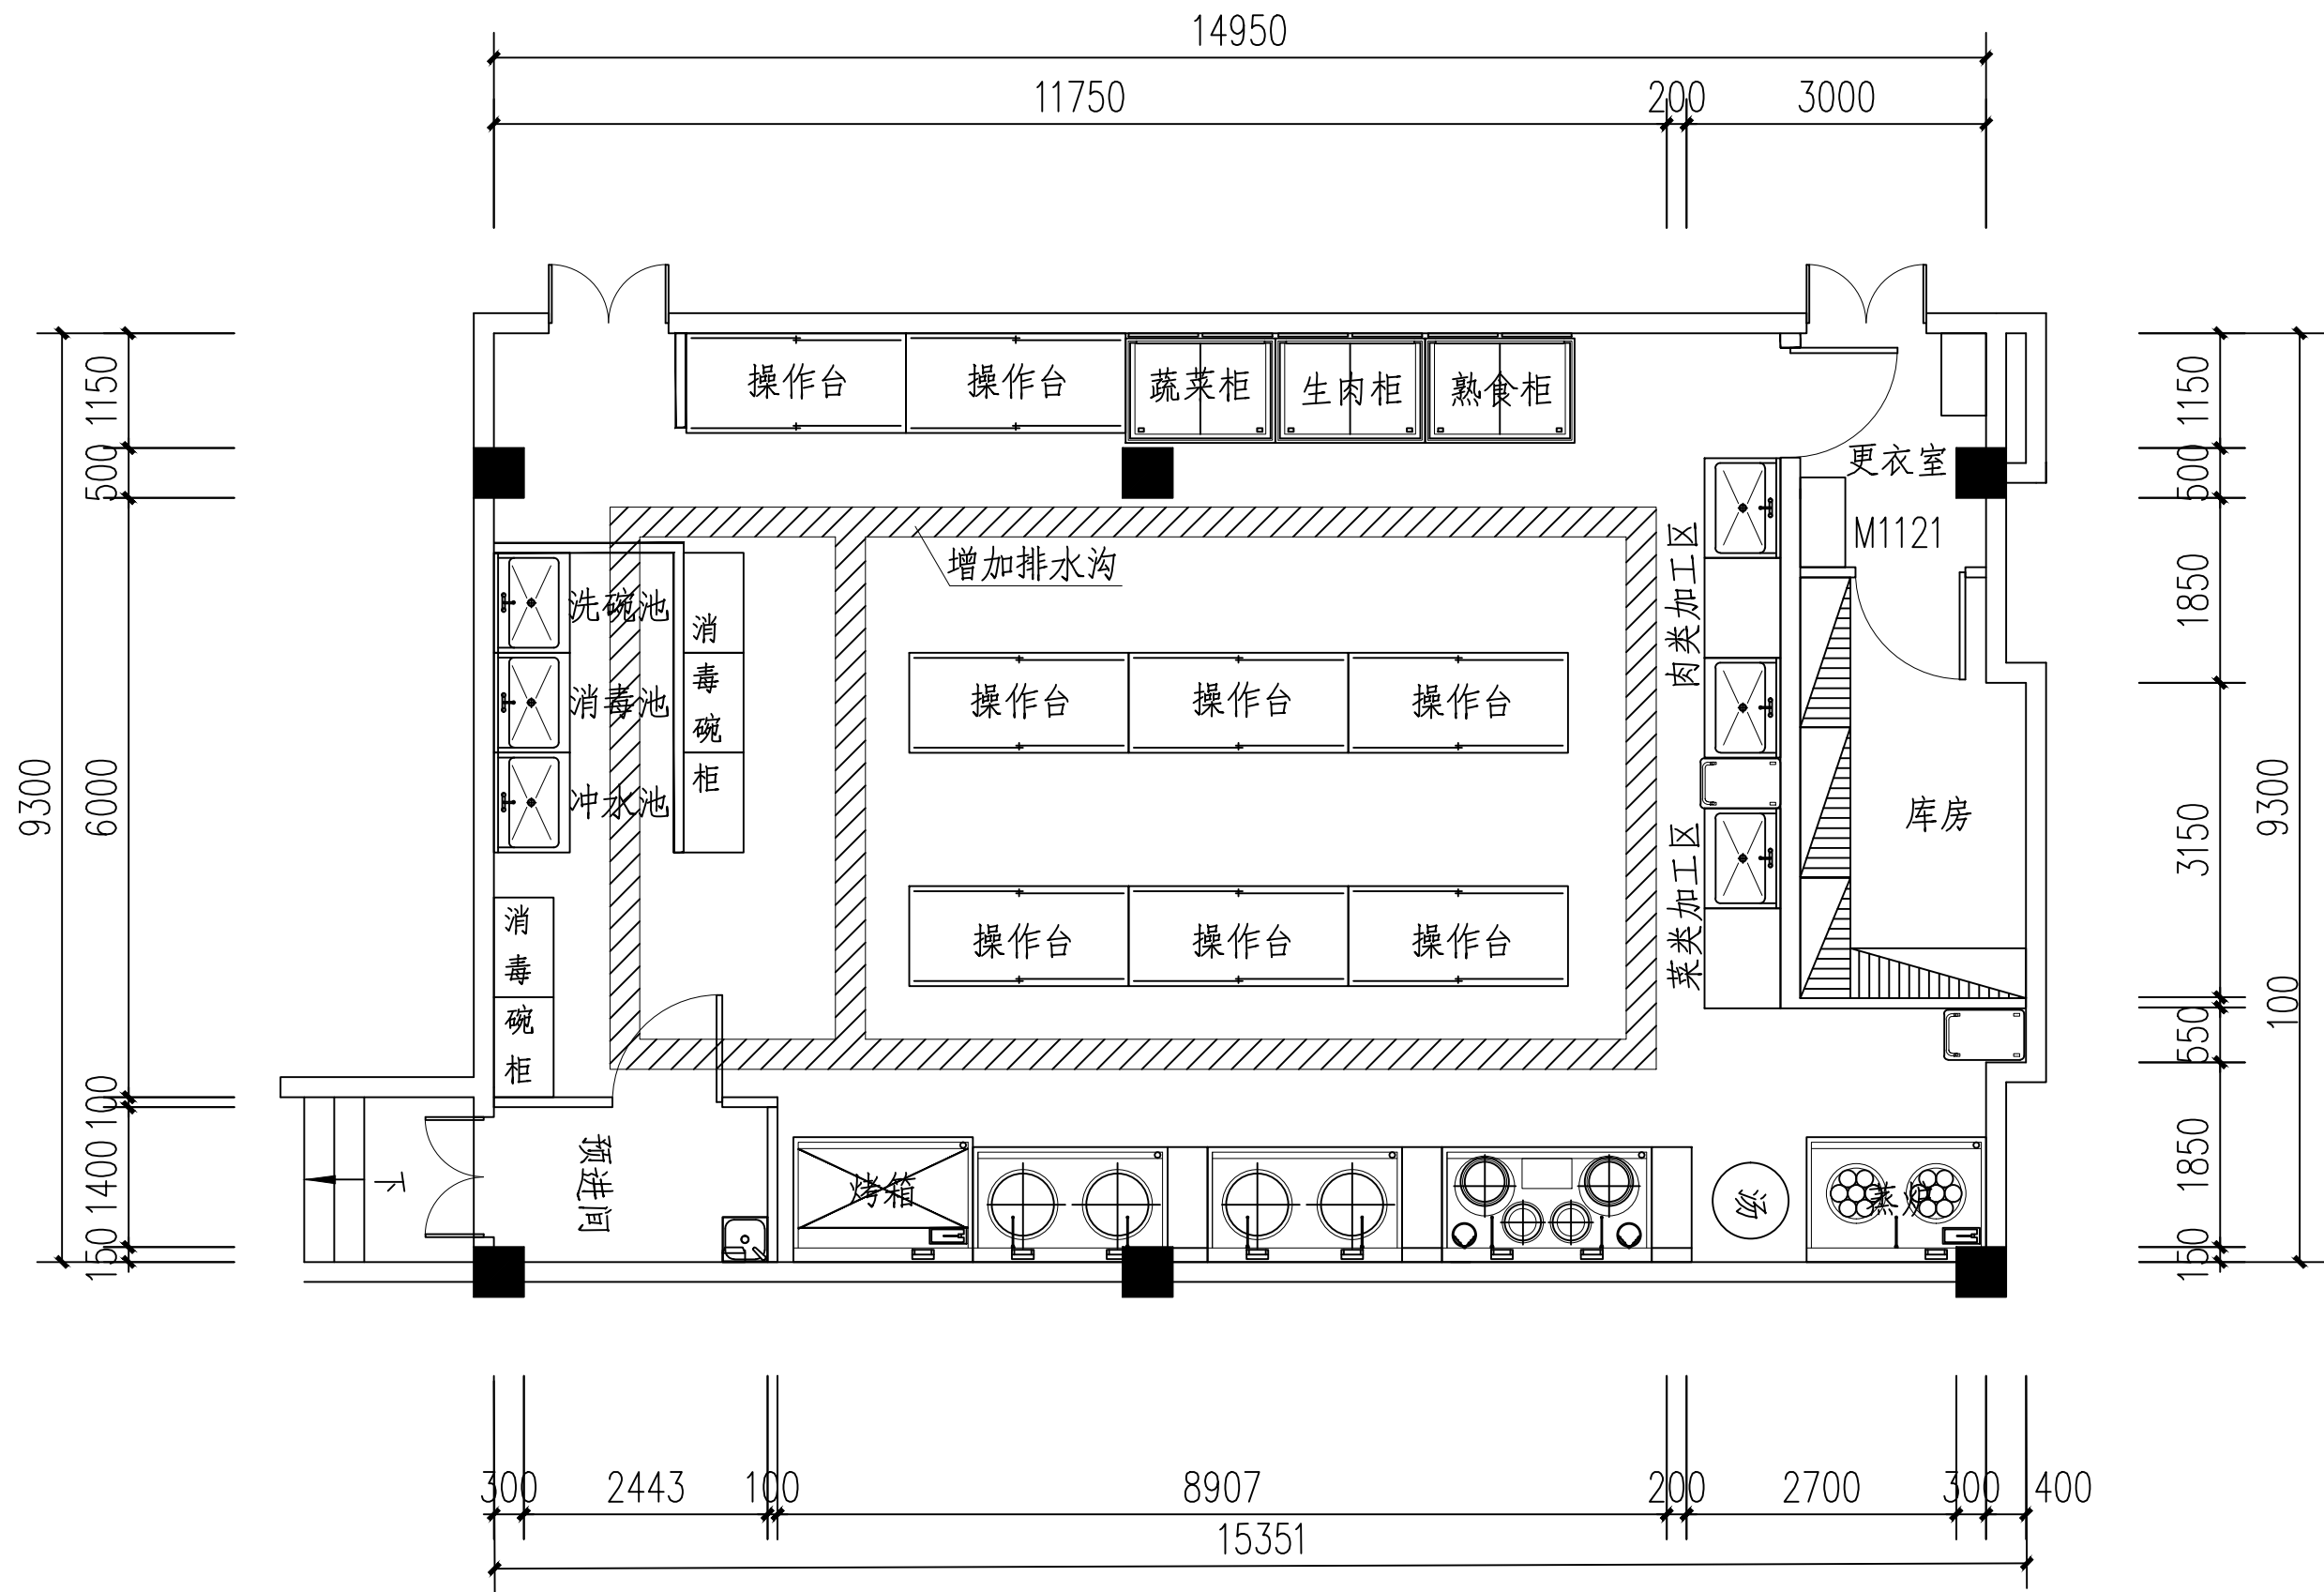 14950
11750
200
3000
操作台
操作台
蔬菜柜
生肉柜
熟食柜
更衣室
M1121
增加排水沟
洗碗池
消毒池
冲水池
消毒碗柜
消毒碗柜
操作台
操作台
操作台
操作台
操作台
操作台
肉类加工区
菜类加工区
库房
预进间
下
烤箱
汤
蒸炉
9300
1150
500
6000
100
1400
150
1150
500
1850
3150
100
550
1850
150
9300
300
2443
100
8907
200
2700
300
400
15351